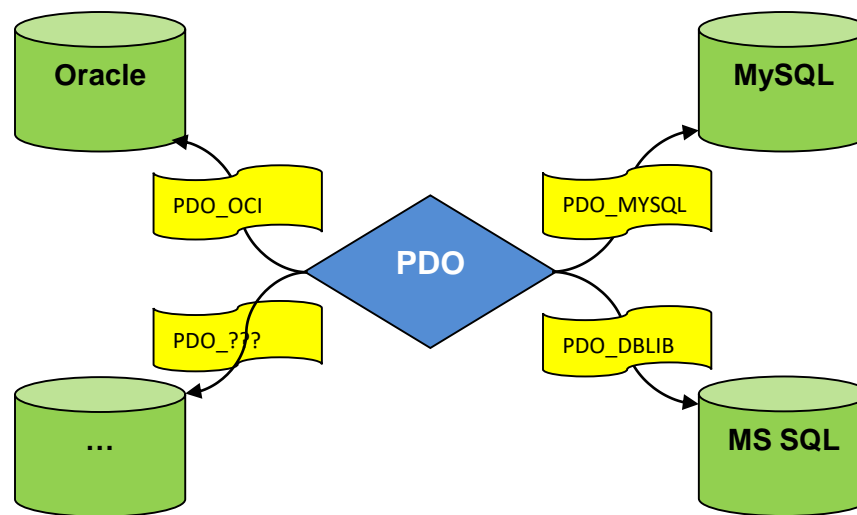 Oracle
MySQL
PDO_OCI
PDO_MYSQL
PDO
PDO_???
PDO_DBLIB
…
MS SQL